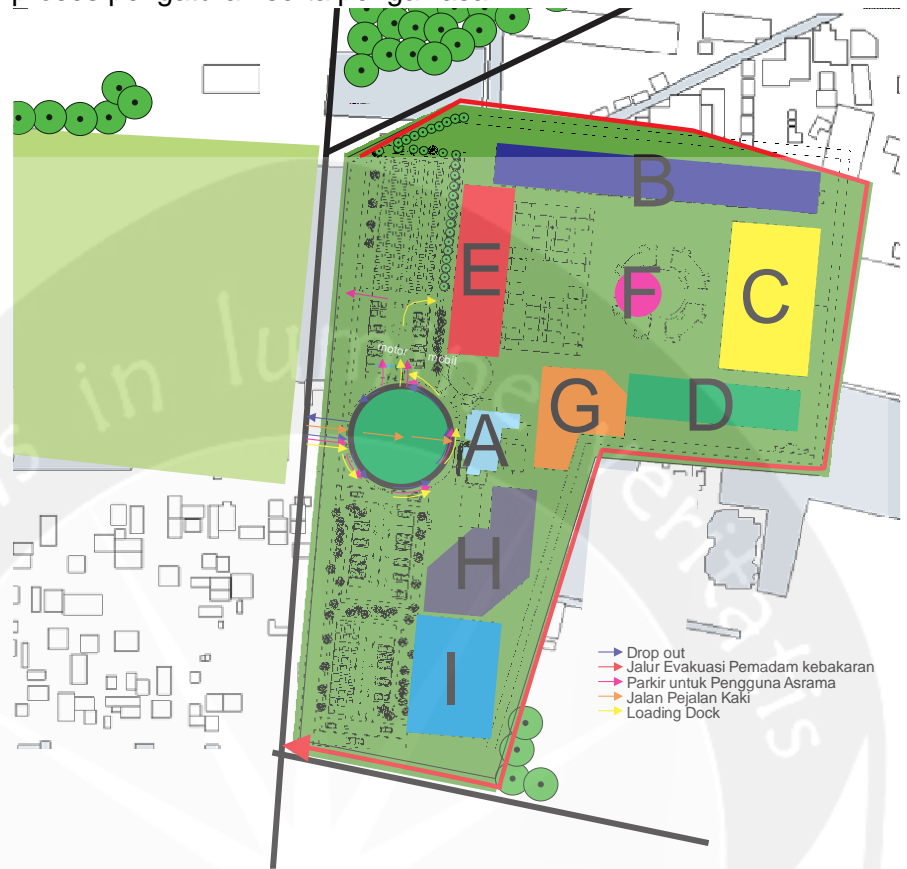 B
E
F
C
motor
mobil
G
D
A
H
I
Drop out
Jalur Evakuasi Pemadam kebakaran
Parkir untuk Pengguna Asrama
Jalan Pejalan Kaki
Loading Dock